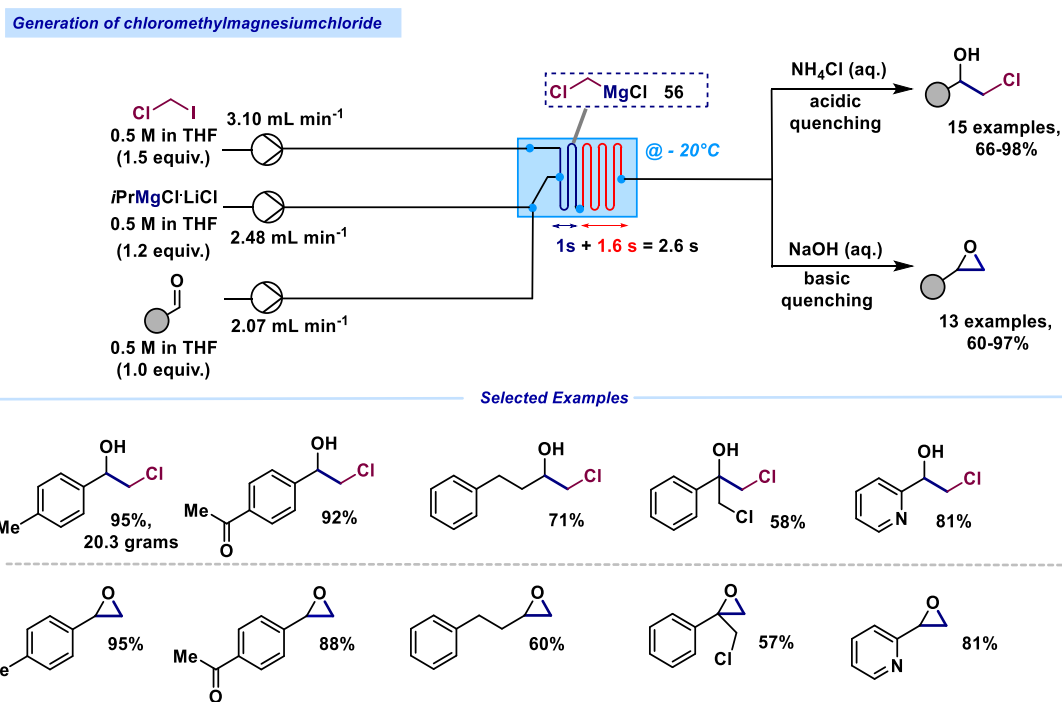 Generation of chloromethylmagnesiumchloride
Cl I
0.5 M in THF
(1.5 equiv.)
3.10 mL min⁻¹
iPrMgCl·LiCl
0.5 M in THF
(1.2 equiv.)
2.48 mL min⁻¹
O
0.5 M in THF
(1.0 equiv.)
2.07 mL min⁻¹
Cl MgCl 56
@ - 20°C
1s + 1.6 s = 2.6 s
NH₄Cl (aq.)
acidic
quenching
OH
Cl
15 examples,
66-98%
NaOH (aq.)
basic
quenching
O
13 examples,
60-97%
Selected Examples
OH
Cl
Me
95%,
20.3 grams
OH
Cl
Me
O
92%
OH
Cl
71%
OH
Cl
Cl
58%
OH
Cl
N
81%
O
e
95%
O
Me
O
88%
O
60%
O
Cl
57%
O
N
81%